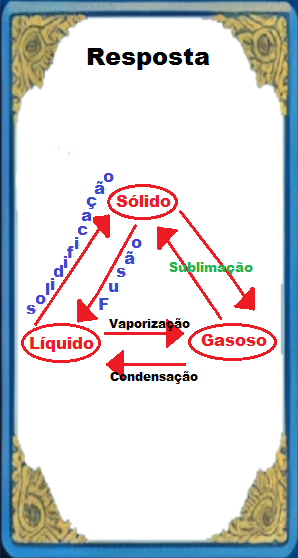 Resposta
solidificação
Sólido
Fusão
Sublimação
Vaporização
Líquido
Gasoso
Condensação